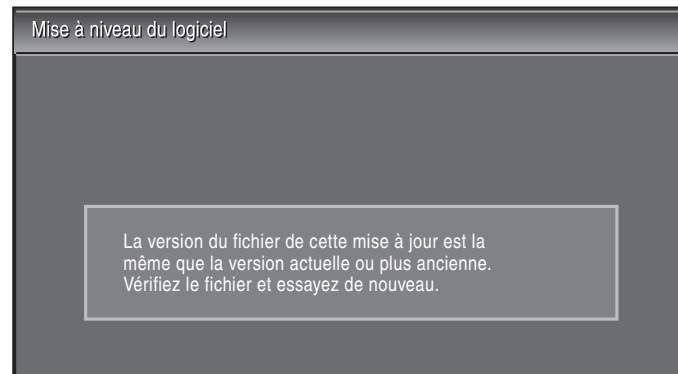 Mise à niveau du logiciel
La version du fichier de cette mise à jour est la
même que la version actuelle ou plus ancienne.
Vérifiez le fichier et essayez de nouveau.